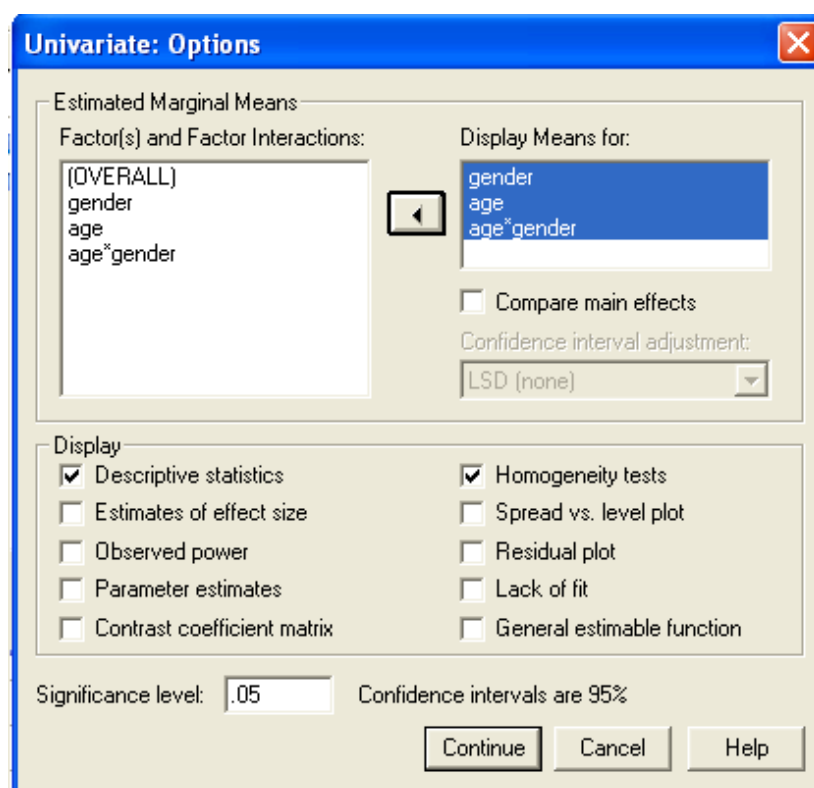 Univariate: Options
Estimated Marginal Means
Factor(s) and Factor Interactions:
(OVERALL)
gender
age
age*gender
Display Means for:
gender
age
age*gender
Compare main effects
Confidence interval adjustment:
LSD (none)
Display
Descriptive statistics
Estimates of effect size
Observed power
Parameter estimates
Contrast coefficient matrix
Homogeneity tests
Spread vs. level plot
Residual plot
Lack of fit
General estimable function
Significance level: .05 Confidence intervals are 95%
Continue Cancel Help